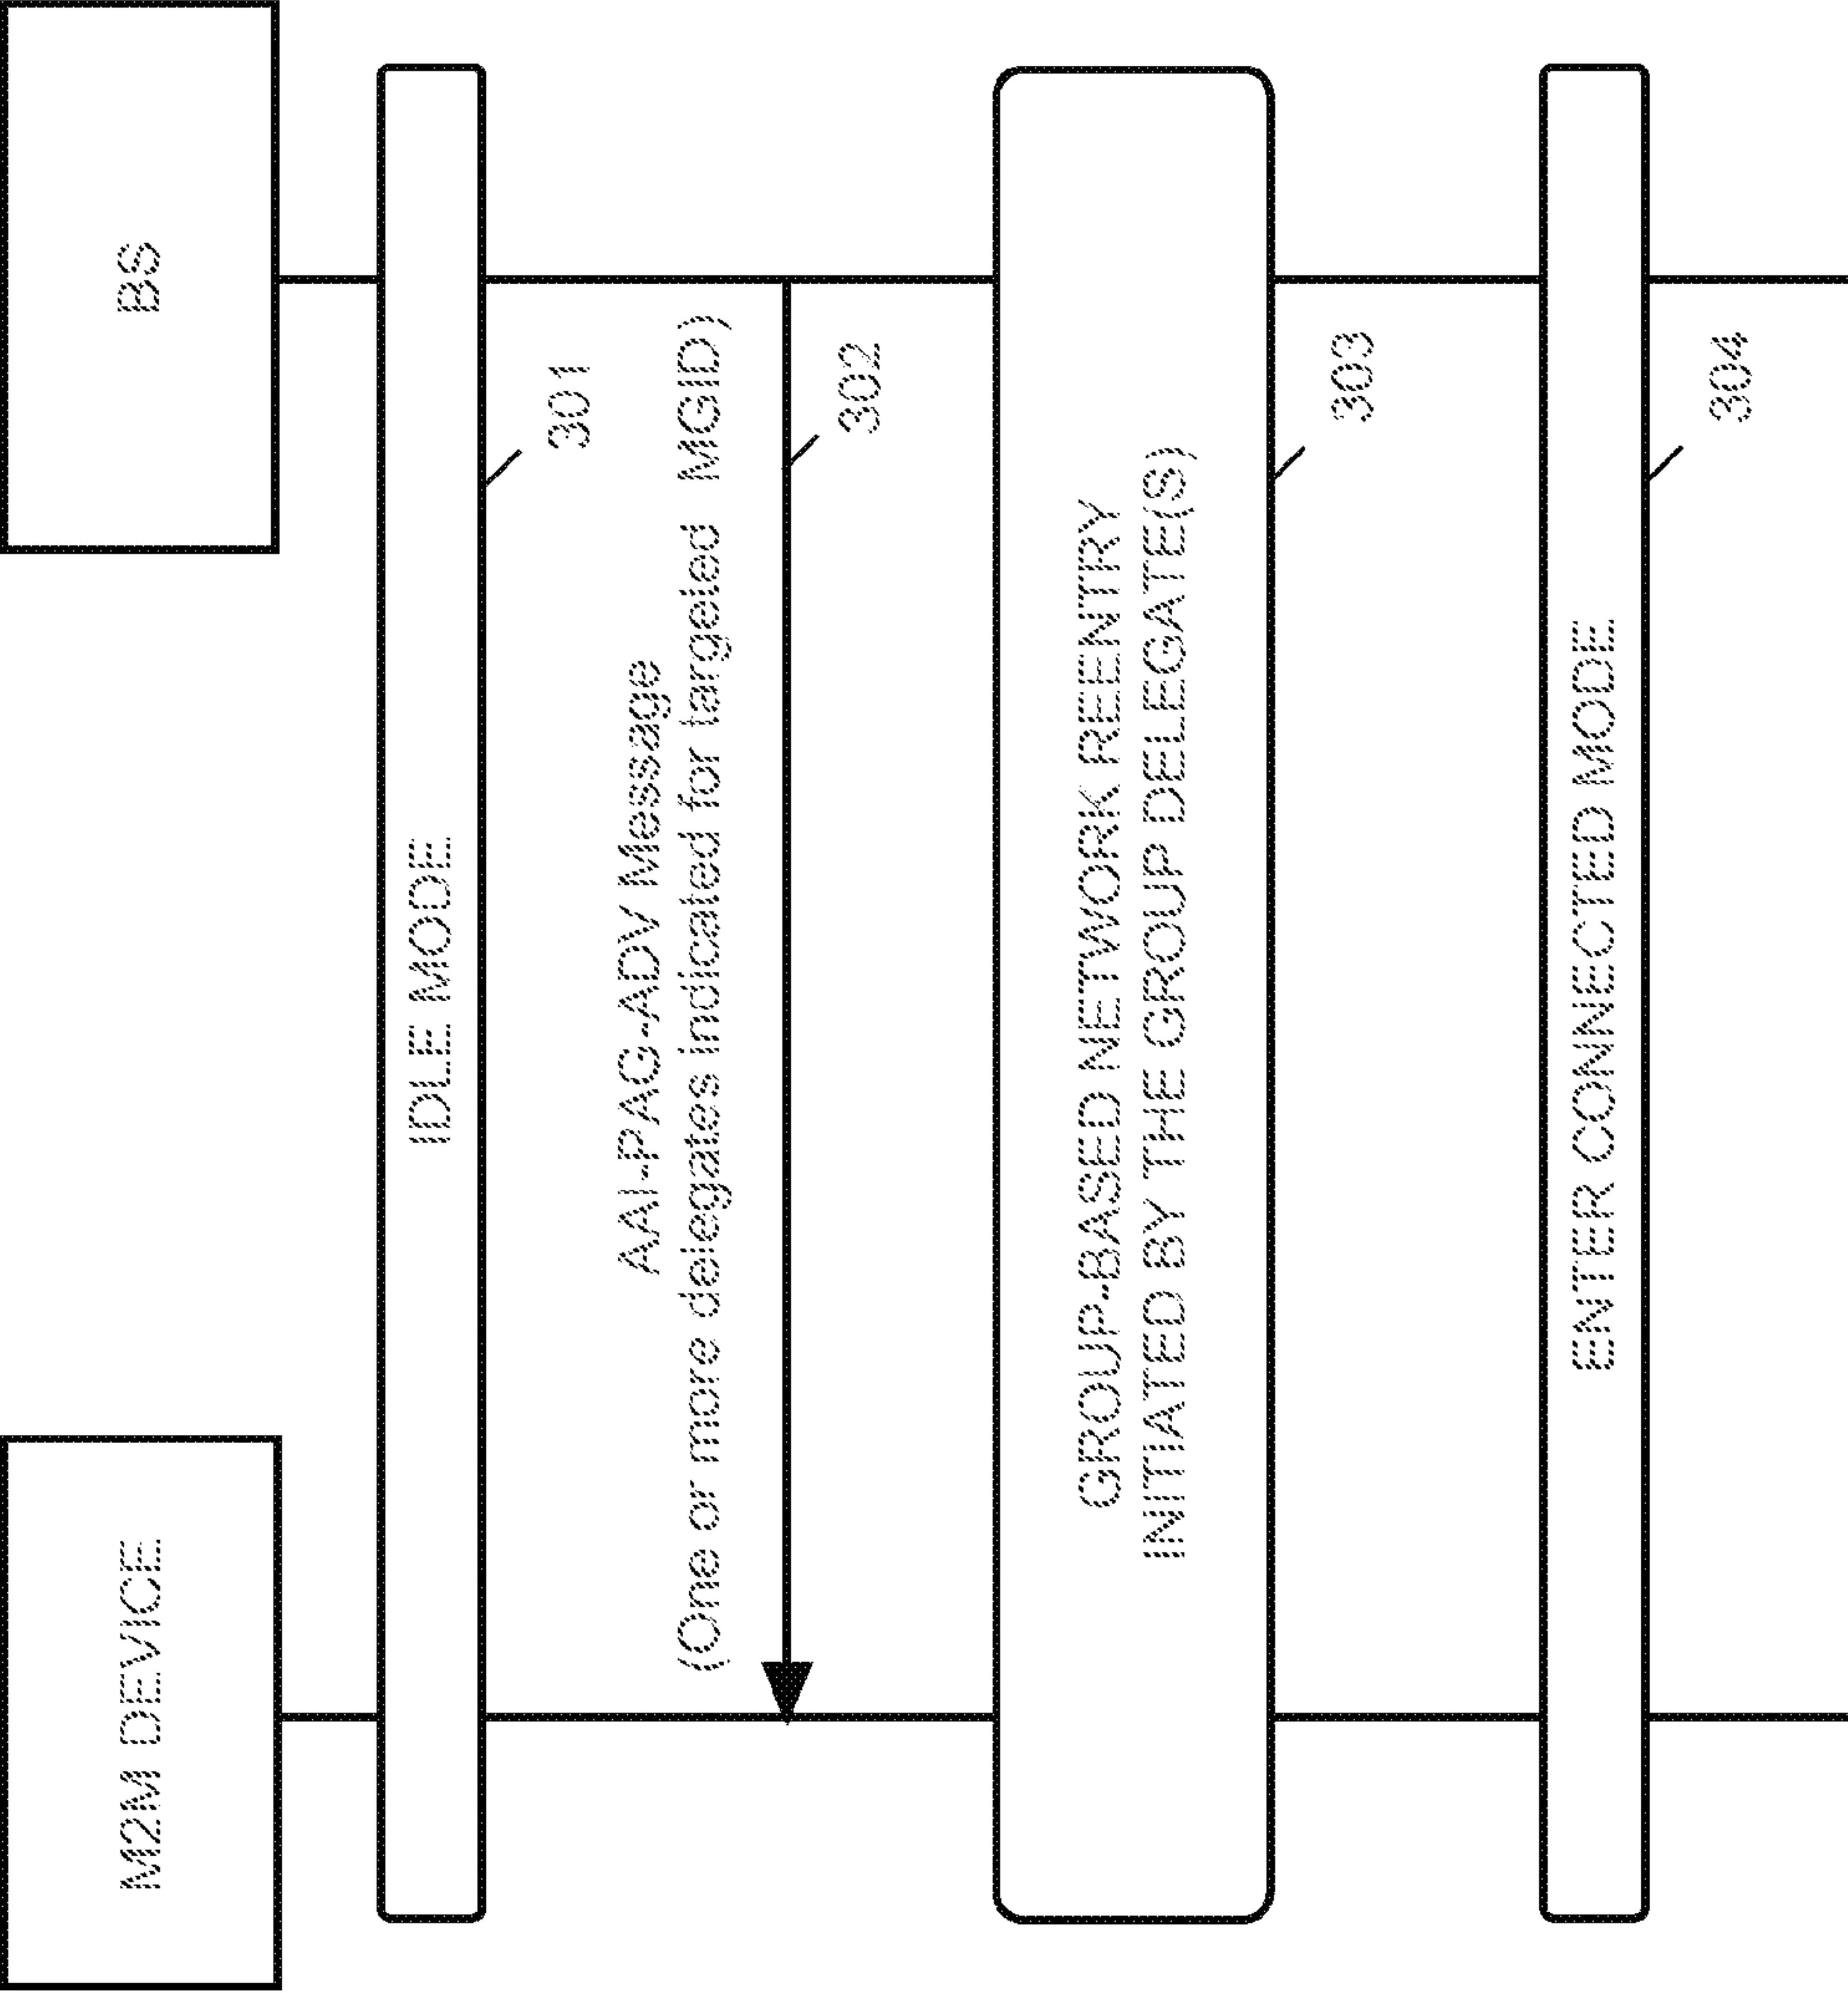 M2M DEVICE
BS
IDLE MODE
301
AAI-PAG-ADV Message
(One or more delegates indicated for targeted MGID)
302
GROUP-BASED NETWORK REENTRY
INITIATED BY THE GROUP DELEGATE(S)
303
ENTER CONNECTED MODE
304